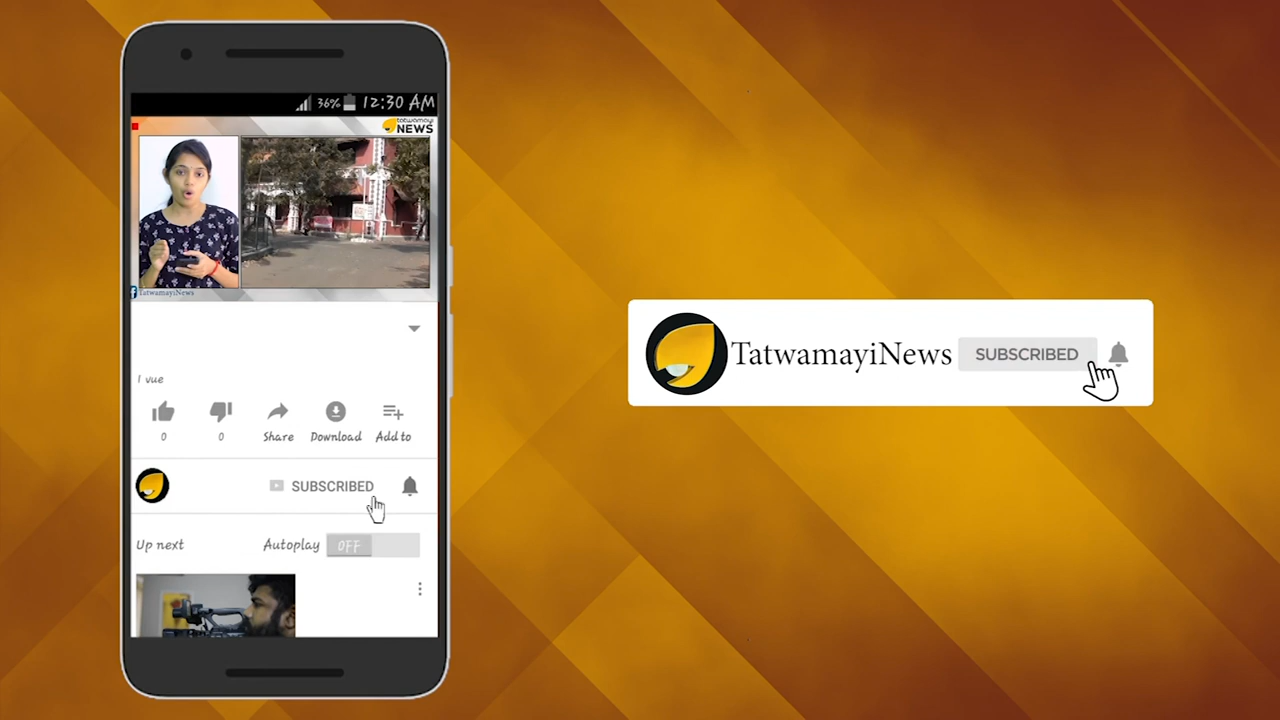 36% 12:30 AM
tatwamayi
NEWS
TatwamayiNews
1 vue
0 0 Share Download Add to
SUBSCRIBED
Up next Autoplay OFF
TatwamayiNews SUBSCRIBED